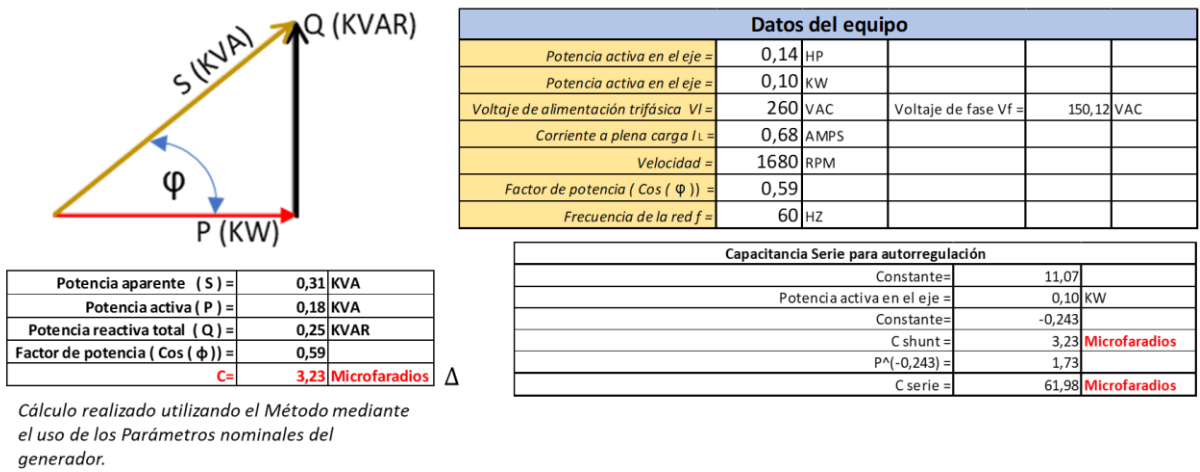 Q (KVAR)
S (KVA)
φ
P (KW)
Datos del equipo
Potencia activa en el eje = 0,14 HP
Potencia activa en el eje = 0,10 KW
Voltaje de alimentación trifásica Vl = 260 VAC Voltaje de fase Vf = 150,12 VAC
Corriente a plena carga IL = 0,68 AMPS
Velocidad = 1680 RPM
Factor de potencia ( Cos ( φ )) = 0,59
Frecuencia de la red f = 60 HZ
Potencia aparente ( S ) = 0,31 KVA
Potencia activa ( P ) = 0,18 KVA
Potencia reactiva total ( Q ) = 0,25 KVAR
Factor de potencia ( Cos ( ϕ )) = 0,59
C= 3,23 Microfaradios Δ
Cálculo realizado utilizando el Método mediante
el uso de los Parámetros nominales del
generador.
Capacitancia Serie para autorregulación
Constante= 11,07
Potencia activa en el eje = 0,10 KW
Constante= -0,243
C shunt = 3,23 Microfaradios
P^(-0,243) = 1,73
C serie = 61,98 Microfaradios